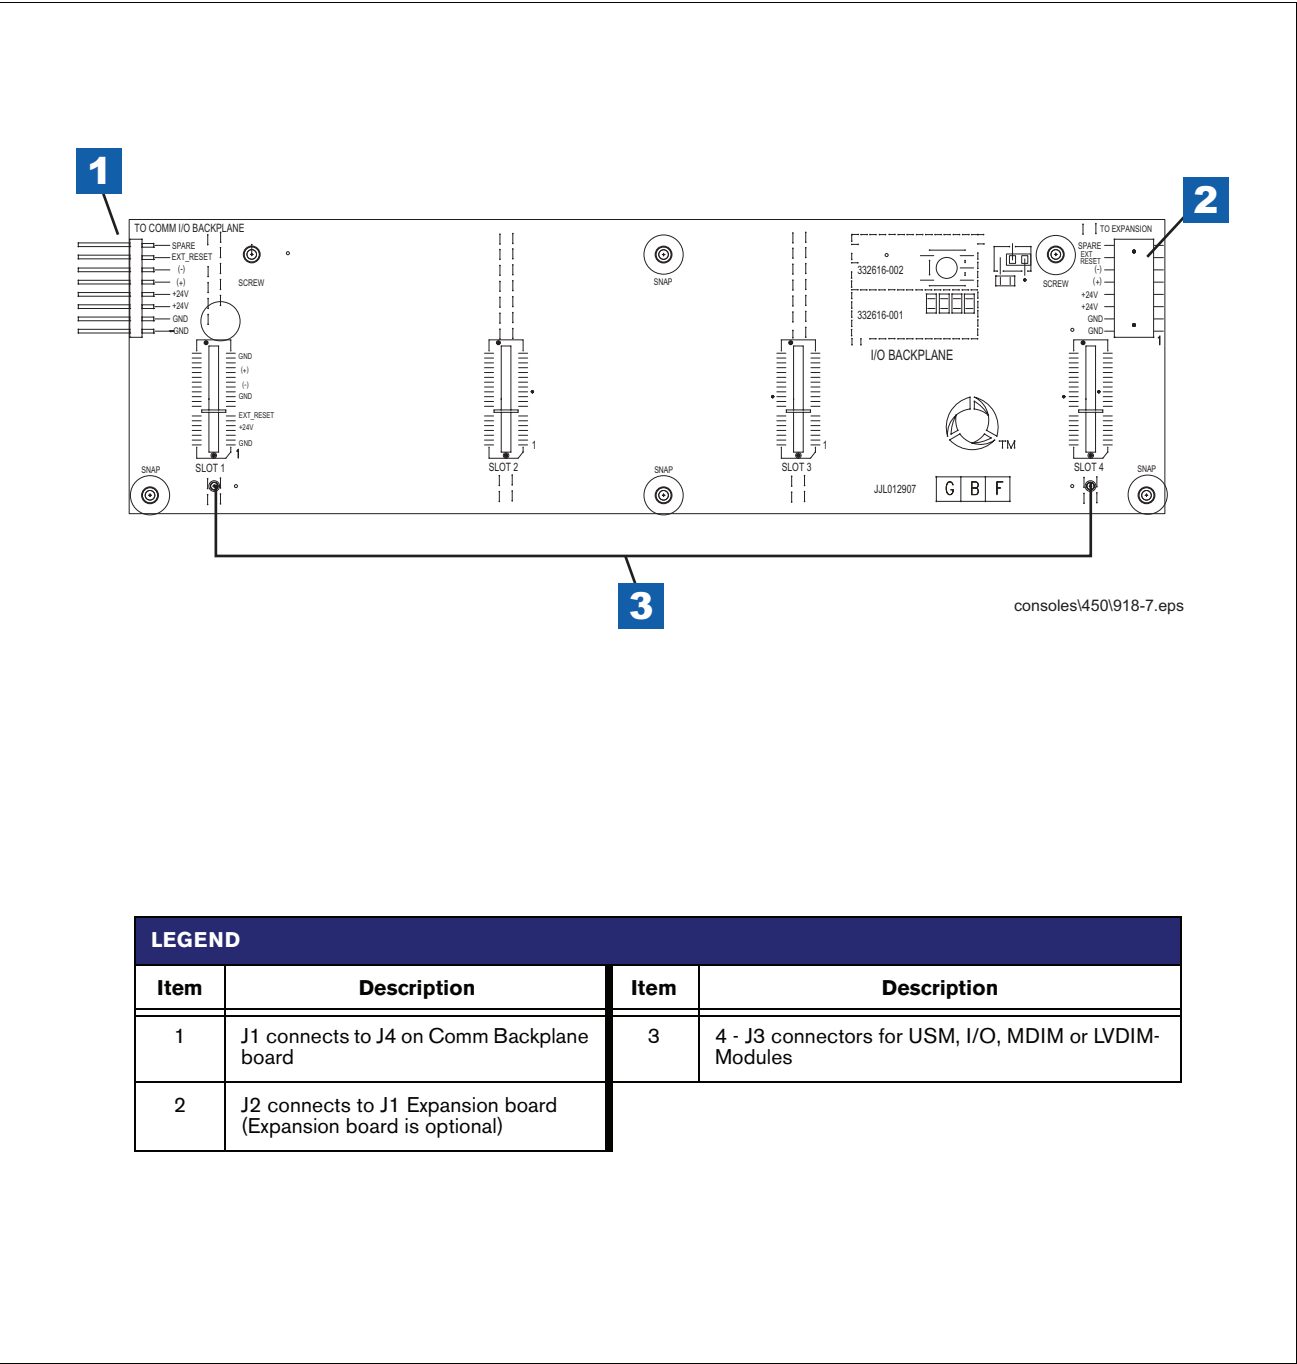 1
2
TO COMM I/O BACKPLANE
SPARE
EXT_RESET
(-)
(+)
+24V
+24V
GND
GND
SCREW
SNAP
332616-002
332616-001
I/O BACKPLANE
SCREW
TO EXPANSION
SPARE
EXT
RESET
(-)
(+)
+24V
+24V
GND
GND
1
GND
(+)
(-)
GND
EXT_RESET
+24V
GND
1
1
1
TM
SNAP
SLOT 1
SLOT 2
SNAP
SLOT 3
SLOT 4
SNAP
JJL012907
G B F
3
consoles\450\918-7.eps
LEGEND
Item Description Item Description
1 J1 connects to J4 on Comm Backplane board
3 4 - J3 connectors for USM, I/O, MDIM or LVDIM-Modules
2 J2 connects to J1 Expansion board (Expansion board is optional)